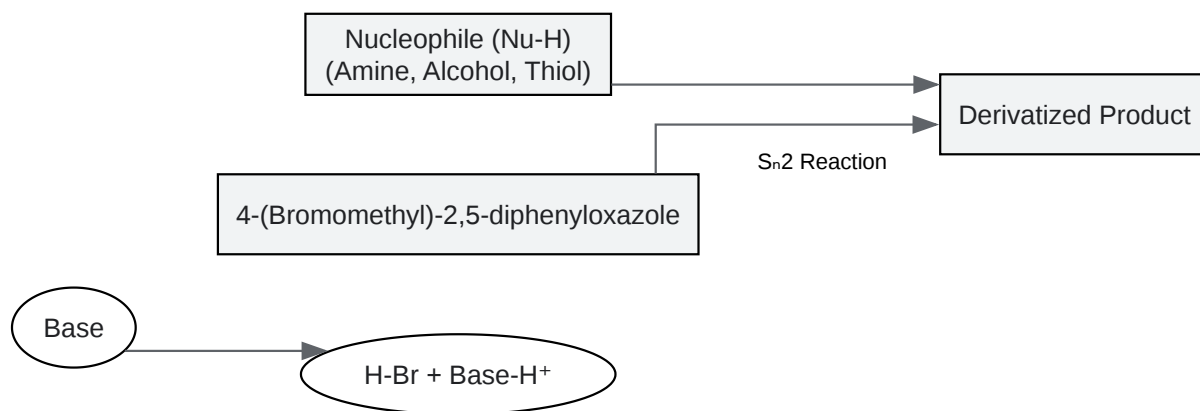 Nucleophile (Nu-H)
(Amine, Alcohol, Thiol)
Derivatized Product
Sₙ2 Reaction
4-(Bromomethyl)-2,5-diphenyloxazole
Base
H-Br + Base-H⁺